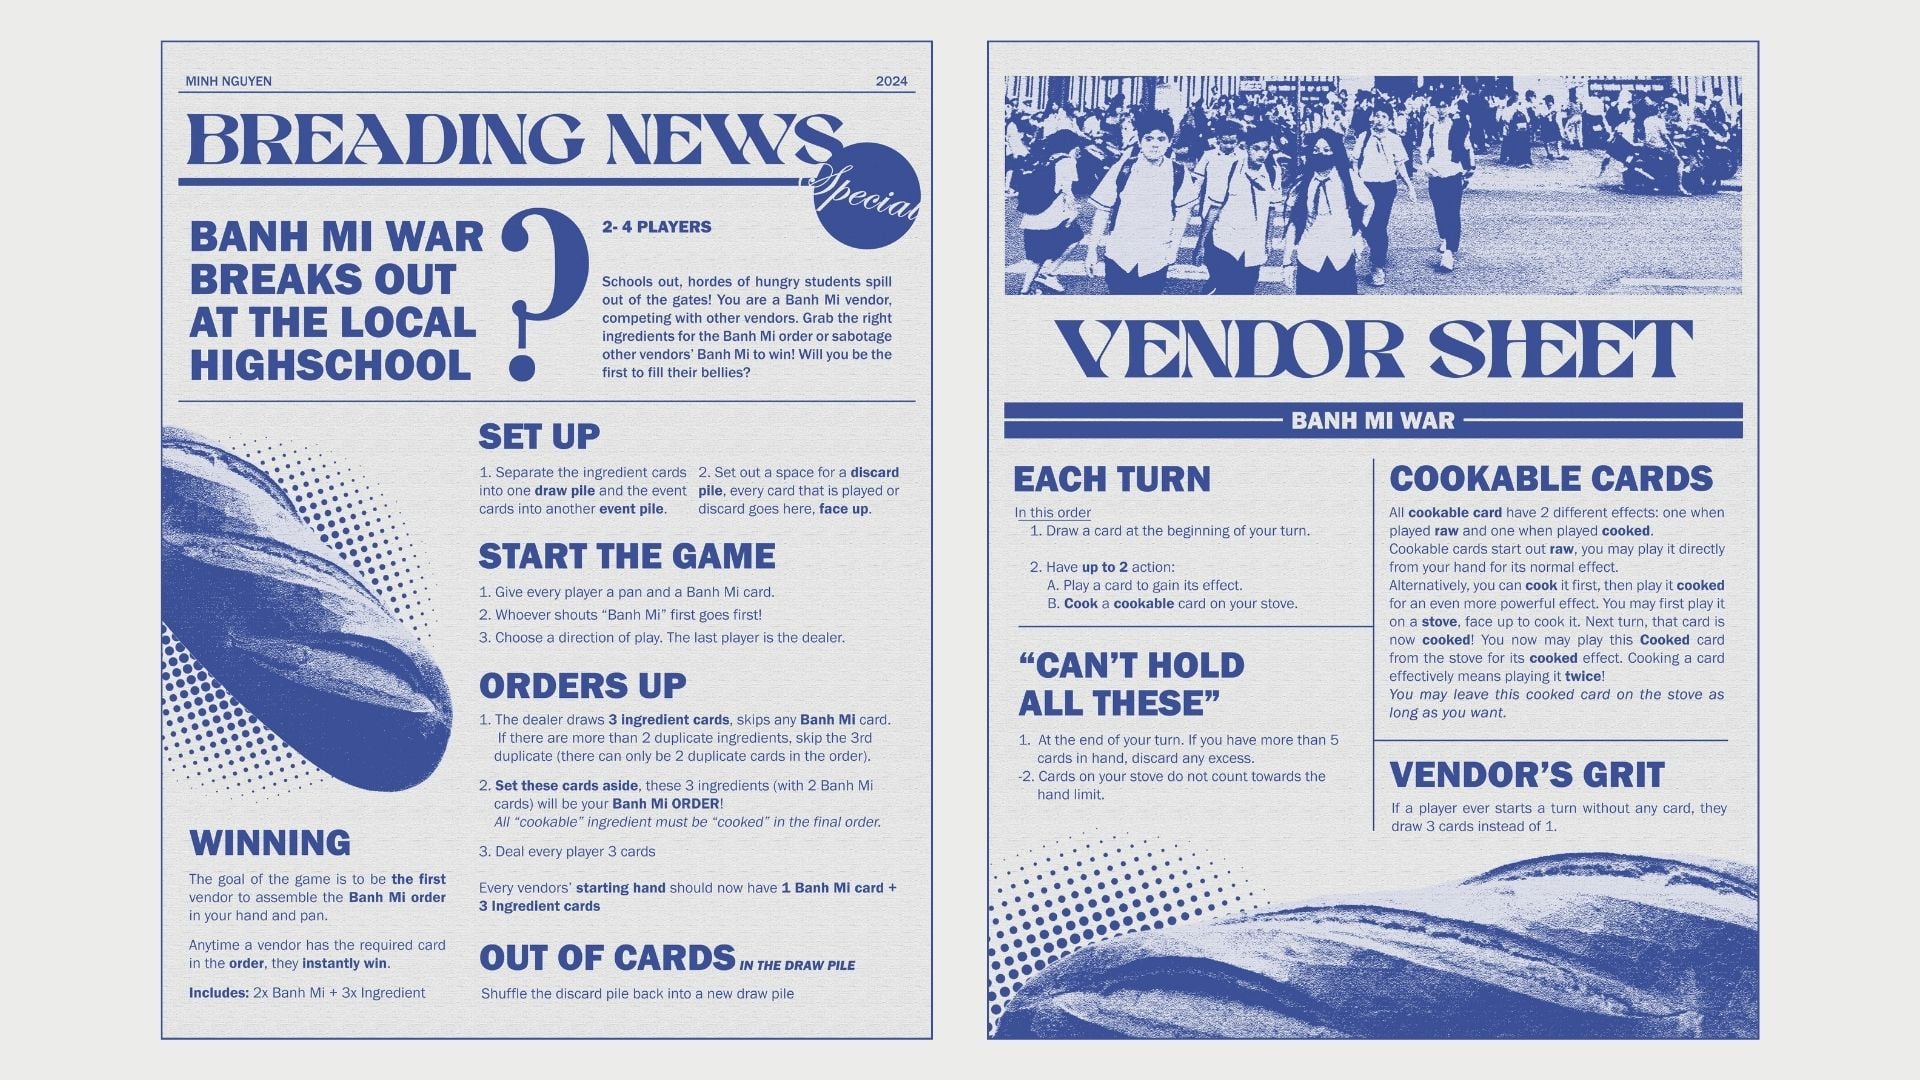 MINH NGUYEN
2024
BREADING NEWS
Special
BANH MI WAR
BREAKS OUT
AT THE LOCAL
HIGHSCHOOL
?
2- 4 PLAYERS
Schools out, hordes of hungry students spill
out of the gates! You are a Banh Mi vendor,
competing with other vendors. Grab the right
ingredients for the Banh Mi order or sabotage
other vendors' Banh Mi to win! Will you be the
first to fill their bellies?
SET UP
1. Separate the ingredient cards
into one draw pile and the event
cards into another event pile.
2. Set out a space for a discard
pile, every card that is played or
discard goes here, face up.
START THE GAME
1. Give every player a pan and a Banh Mi card.
2. Whoever shouts “Banh Mi” first goes first!
3. Choose a direction of play. The last player is the dealer.
ORDERS UP
1. The dealer draws 3 ingredient cards, skips any Banh Mi card.
If there are more than 2 duplicate ingredients, skip the 3rd
duplicate (there can only be 2 duplicate cards in the order).
2. Set these cards aside, these 3 ingredients (with 2 Banh Mi
cards) will be your Banh Mi ORDER!
All “cookable” ingredient must be “cooked” in the final order.
3. Deal every player 3 cards
Every vendors’ starting hand should now have 1 Banh Mi card +
3 Ingredient cards
OUT OF CARDS IN THE DRAW PILE
Shuffle the discard pile back into a new draw pile
WINNING
The goal of the game is to be the first
vendor to assemble the Banh Mi order
in your hand and pan.
Anytime a vendor has the required card
in the order, they instantly win.
Includes: 2x Banh Mi + 3x Ingredient
VENDOR SHEET
BANH MI WAR
EACH TURN
In this order
1. Draw a card at the beginning of your turn.
2. Have up to 2 action:
A. Play a card to gain its effect.
B. Cook a cookable card on your stove.
“CAN’T HOLD
ALL THESE”
1. At the end of your turn. If you have more than 5
cards in hand, discard any excess.
-2. Cards on your stove do not count towards the
hand limit.
COOKABLE CARDS
All cookable card have 2 different effects: one when
played raw and one when played cooked.
Cookable cards start out raw, you may play it directly
from your hand for its normal effect.
Alternatively, you can cook it first, then play it cooked
for an even more powerful effect. You may first play it
on a stove, face up to cook it. Next turn, that card is
now cooked! You now may play this Cooked card
from the stove for its cooked effect. Cooking a card
effectively means playing it twice!
You may leave this cooked card on the stove as
long as you want.
VENDOR’S GRIT
If a player ever starts a turn without any card, they
draw 3 cards instead of 1.